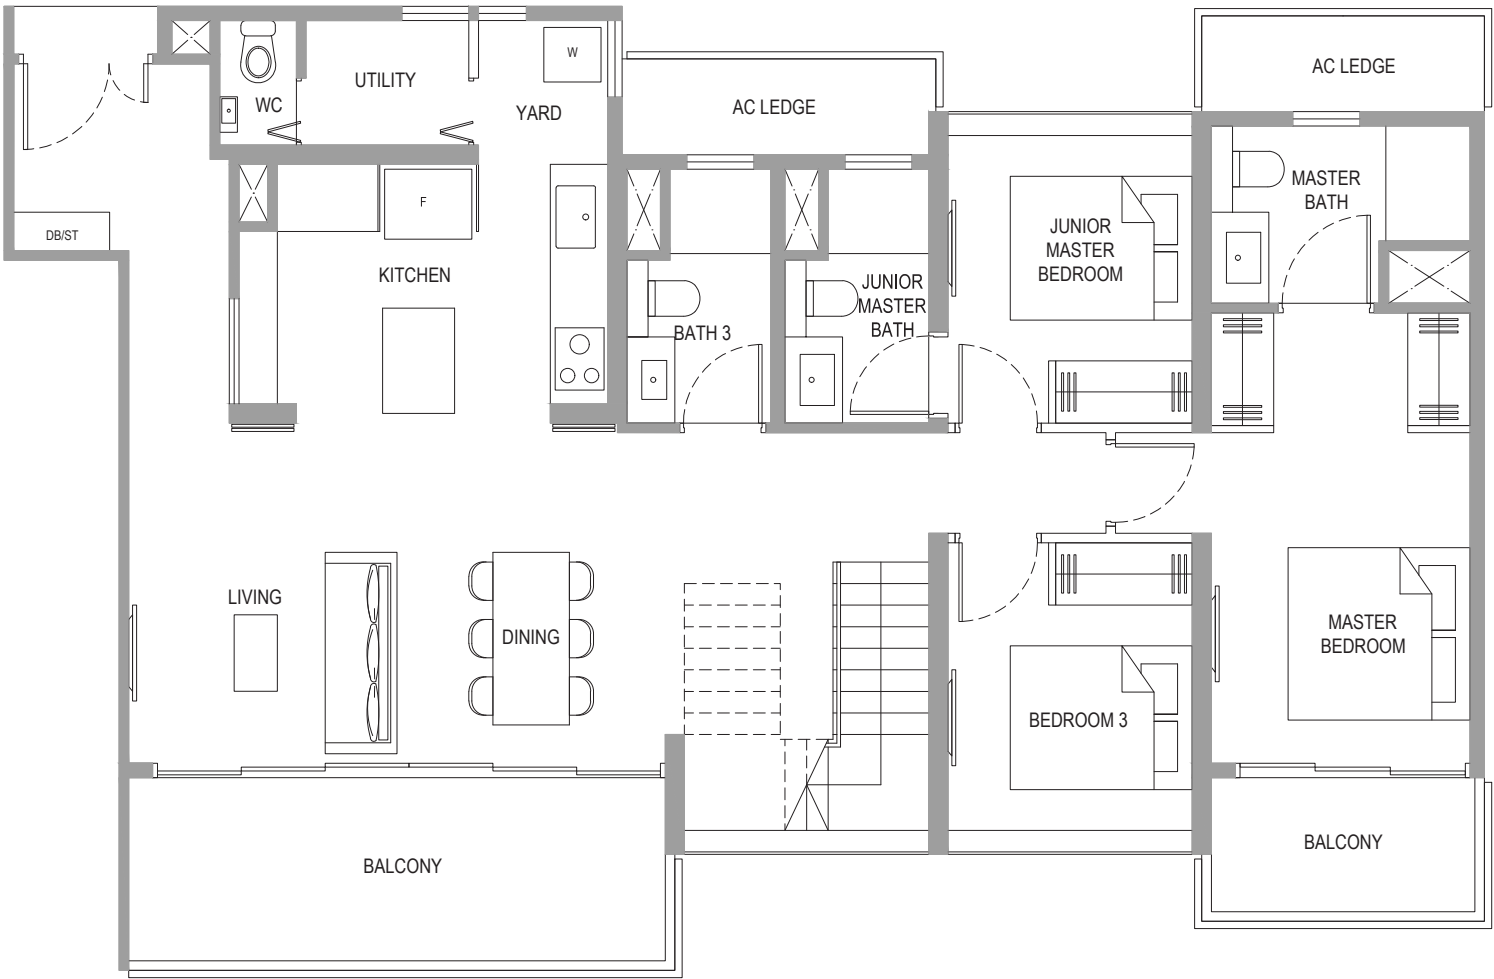 AC LEDGE
W
UTILITY
WC
YARD
AC LEDGE
MASTER
BATH
F
JUNIOR
MASTER
BEDROOM
DB/ST
KITCHEN
JUNIOR
MASTER
BATH
BATH 3
LIVING
DINING
MASTER
BEDROOM
BEDROOM 3
BALCONY
BALCONY